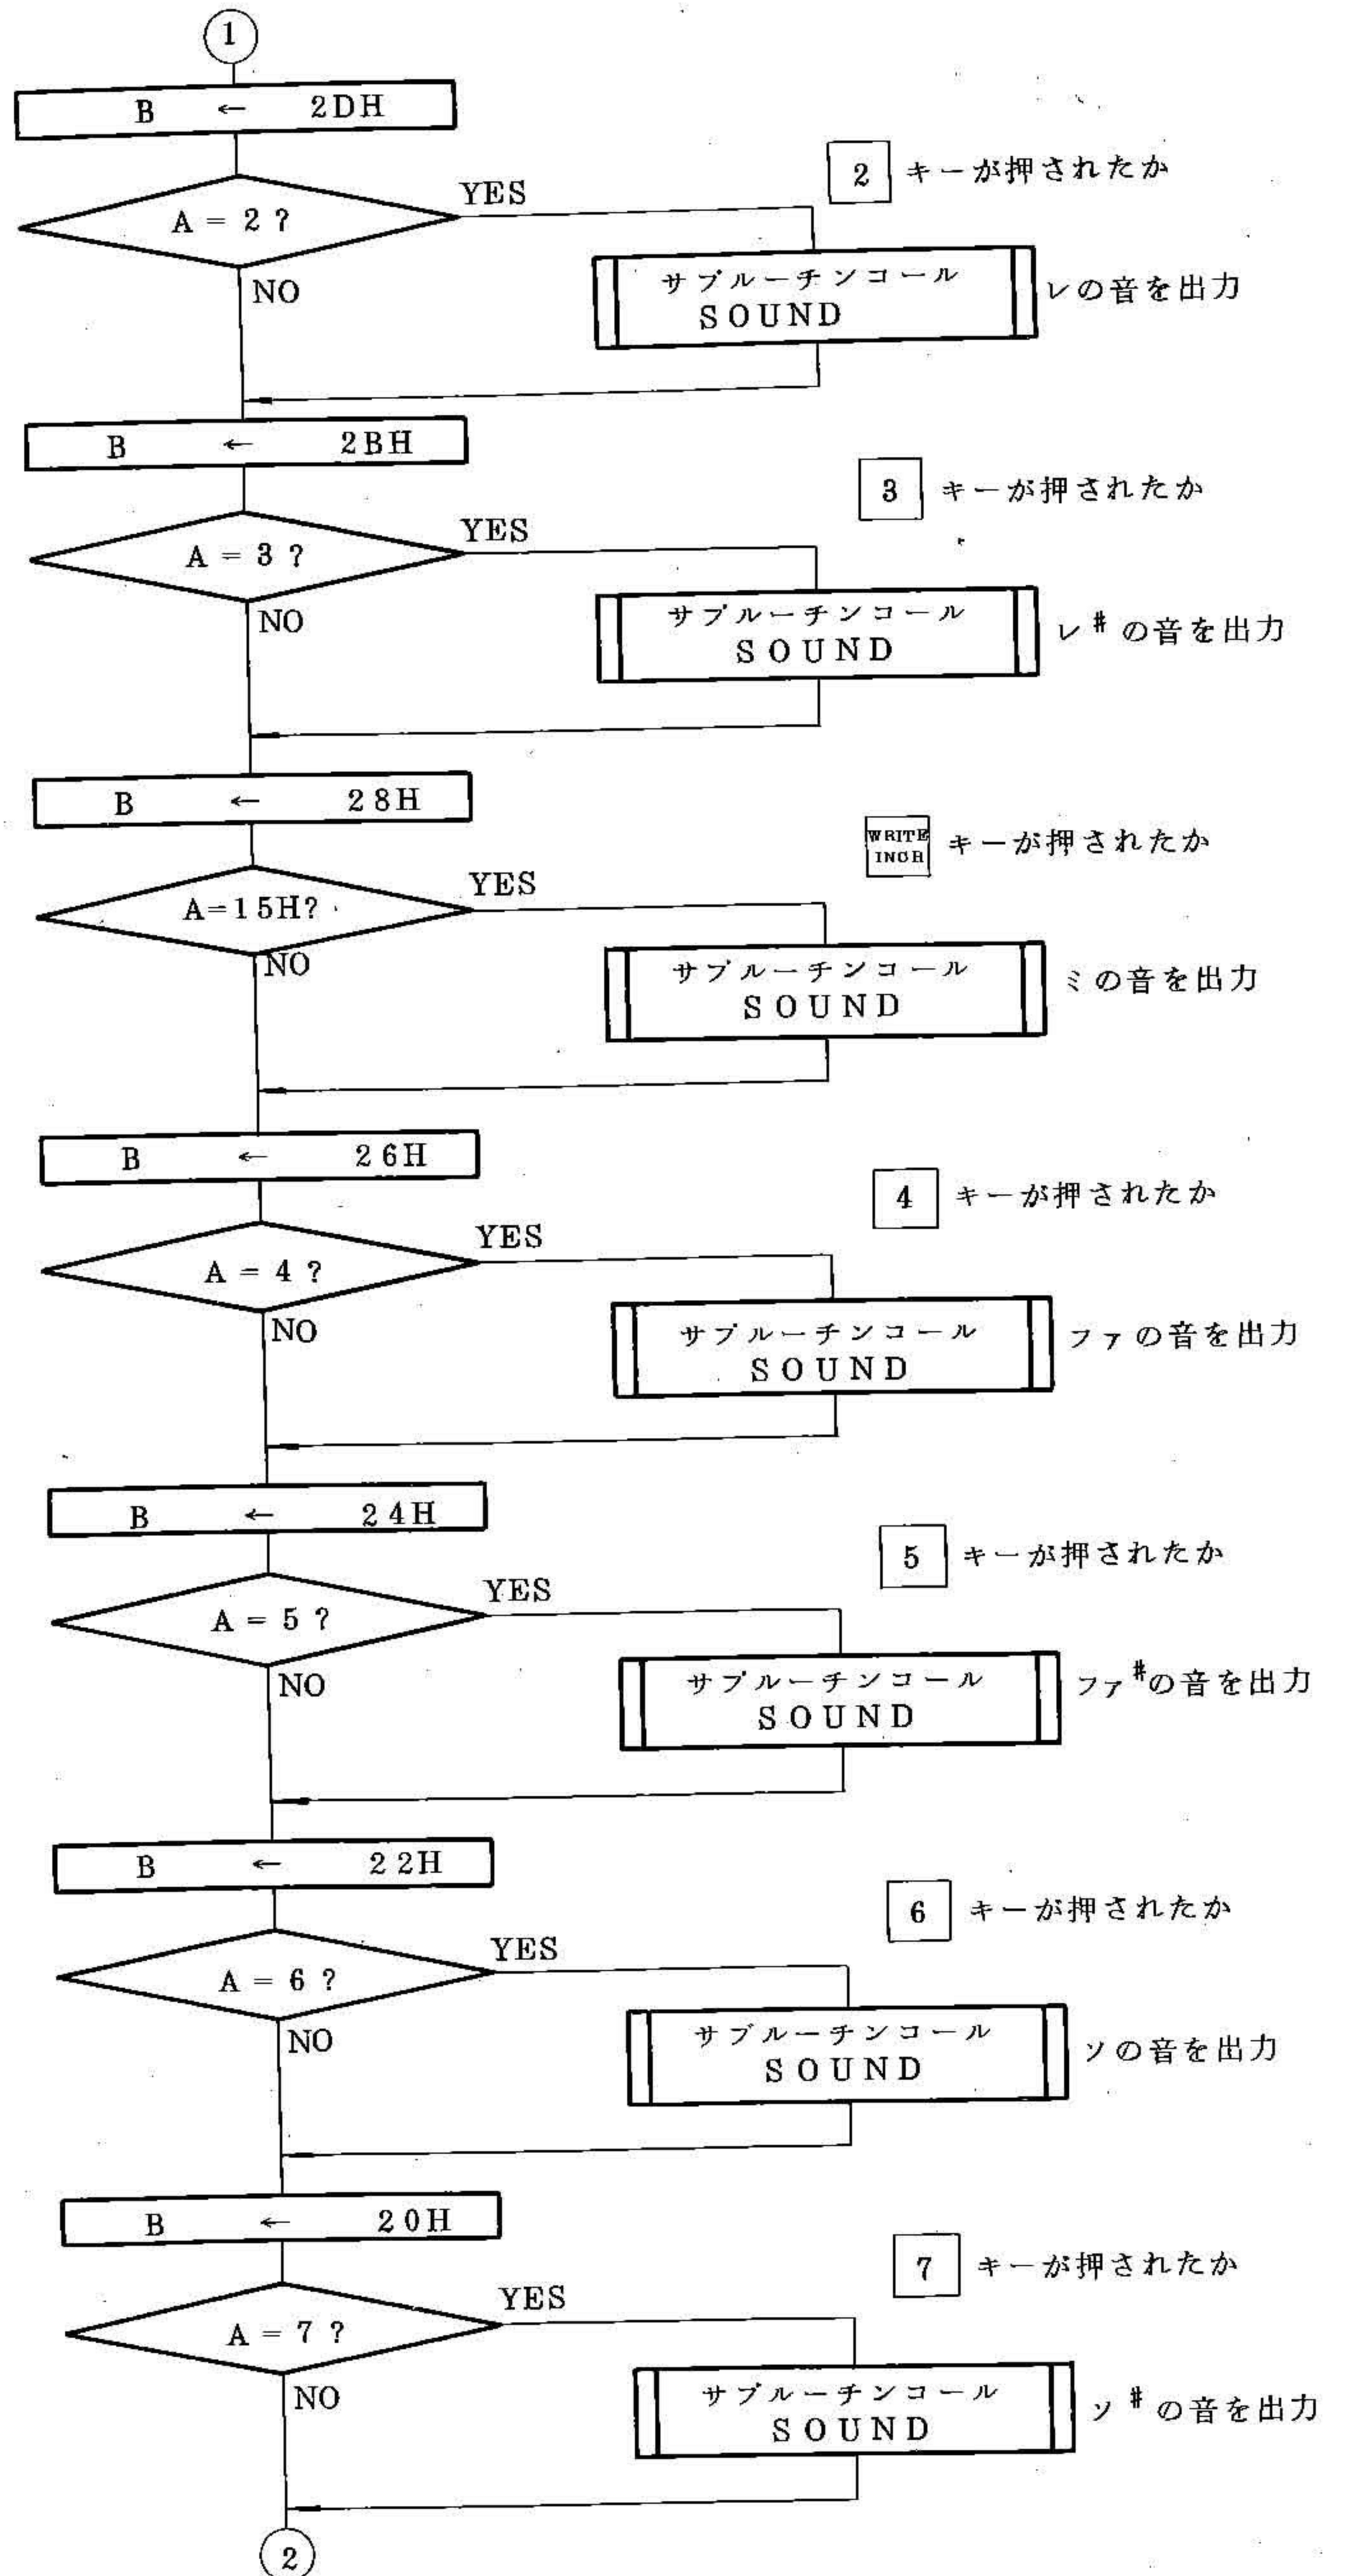 1
B ← 2DH
2 キーが押されたか
A = 2 ?
YES
NO
サブルーチンコール
SOUND
レの音を出力
B ← 2BH
3 キーが押されたか
A = 3 ?
YES
NO
サブルーチンコール
SOUND
レ# の音を出力
B ← 28H
WRITE
INCR
キーが押されたか
A=15H?
YES
NO
サブルーチンコール
SOUND
ミの音を出力
B ← 26H
4 キーが押されたか
A = 4 ?
YES
NO
サブルーチンコール
SOUND
ファの音を出力
B ← 24H
5 キーが押されたか
A = 5 ?
YES
NO
サブルーチンコール
SOUND
ファ#の音を出力
B ← 22H
6 キーが押されたか
A = 6 ?
YES
NO
サブルーチンコール
SOUND
ソの音を出力
B ← 20H
7 キーが押されたか
A = 7 ?
YES
NO
サブルーチンコール
SOUND
ソ# の音を出力
2